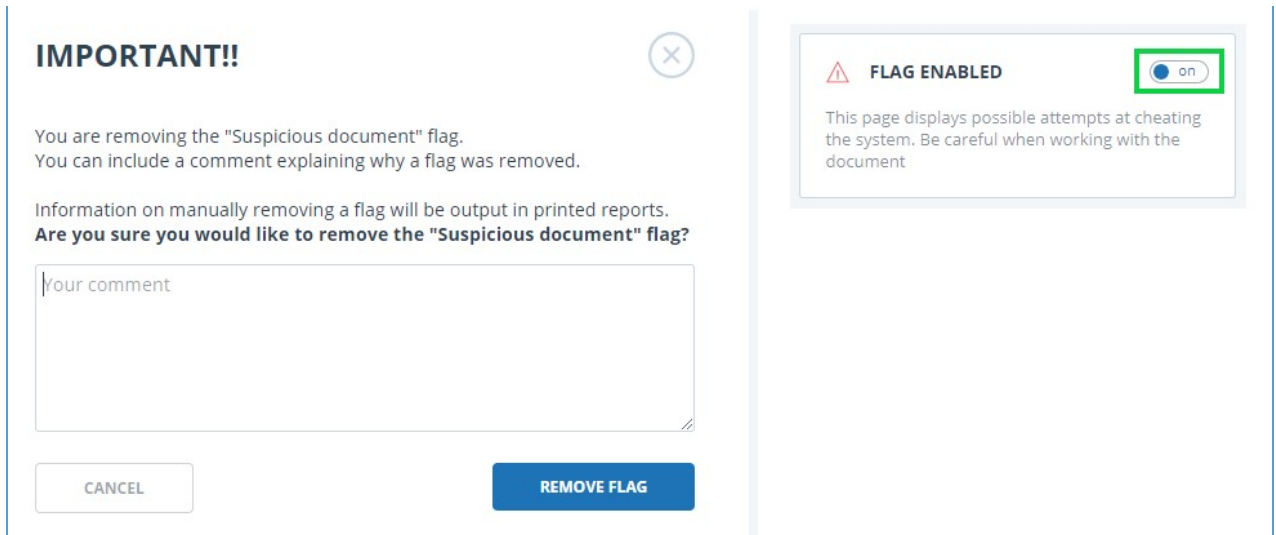 IMPORTANT!!
You are removing the "Suspicious document" flag.
You can include a comment explaining why a flag was removed.
Information on manually removing a flag will be output in printed reports.
Are you sure you would like to remove the "Suspicious document" flag?
Your comment
CANCEL
REMOVE FLAG
FLAG ENABLED
on
This page displays possible attempts at cheating
the system. Be careful when working with the
document